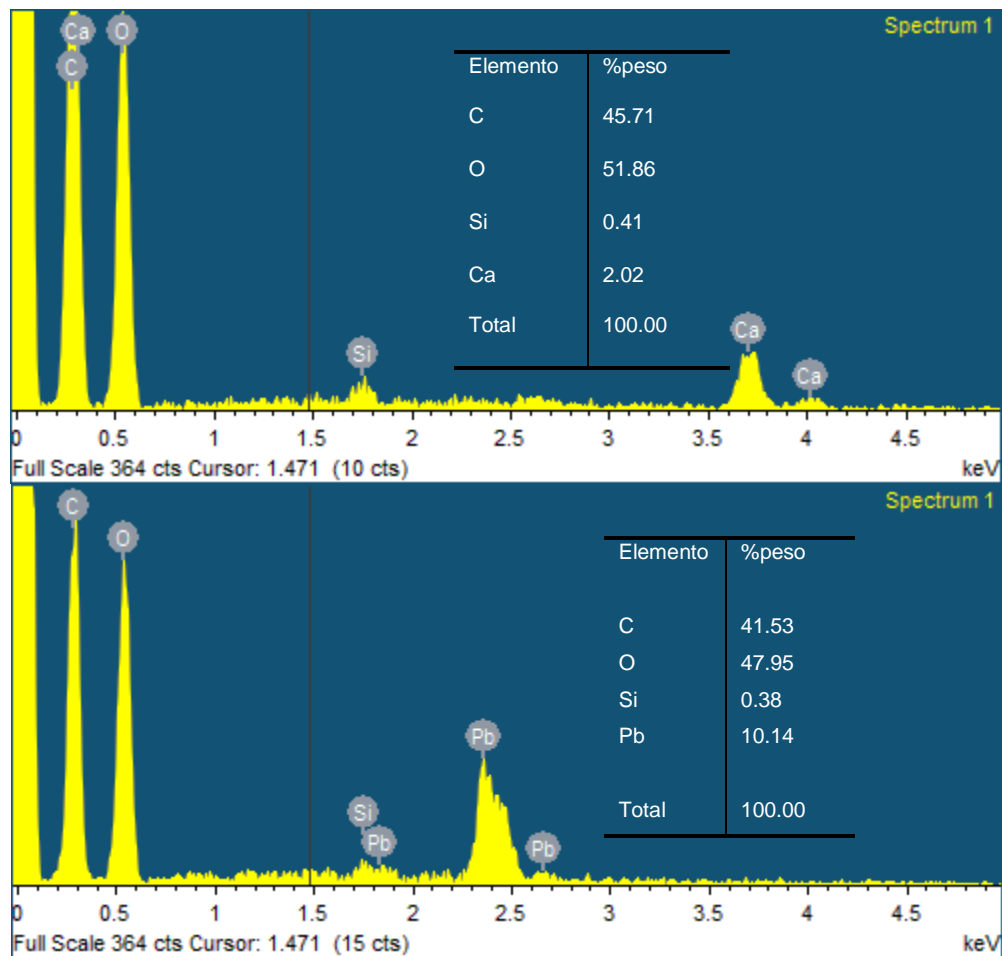 Spectrum 1
Ca O
C
Elemento %peso
C 45.71
O 51.86
Si 0.41
Ca 2.02
Total 100.00
Si Ca Ca
0 0.5 1 1.5 2 2.5 3 3.5 4 4.5
Full Scale 364 cts Cursor: 1.471 (10 cts) keV
Spectrum 1
C
O
Elemento %peso
C 41.53
O 47.95
Si 0.38
Pb 10.14
Total 100.00
Pb
Si
Pb Pb
0 0.5 1 1.5 2 2.5 3 3.5 4 4.5
Full Scale 364 cts Cursor: 1.471 (15 cts) keV